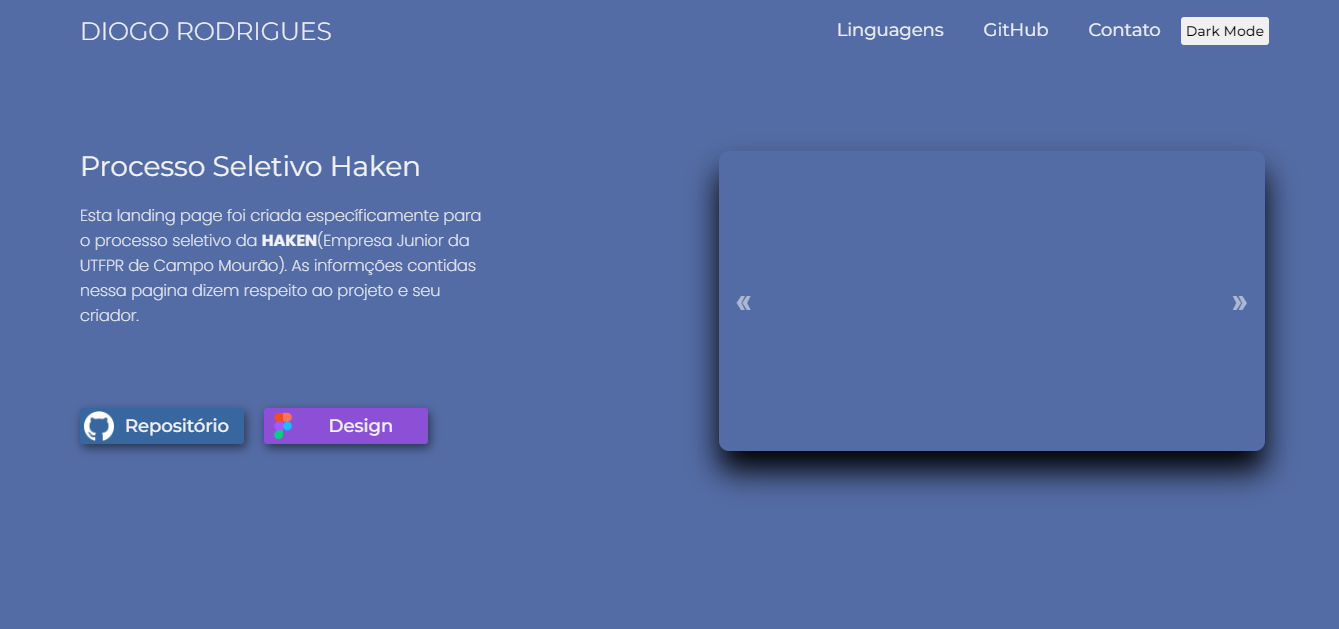 DIOGO RODRIGUES
Linguagens GitHub Contato Dark Mode
Processo Seletivo Haken
Esta landing page foi criada específicamente para
o processo seletivo da HAKEN(Empresa Junior da
UTFPR de Campo Mourão). As informções contidas
nessa pagina dizem respeito ao projeto e seu
criador.
« »
Repositório Design